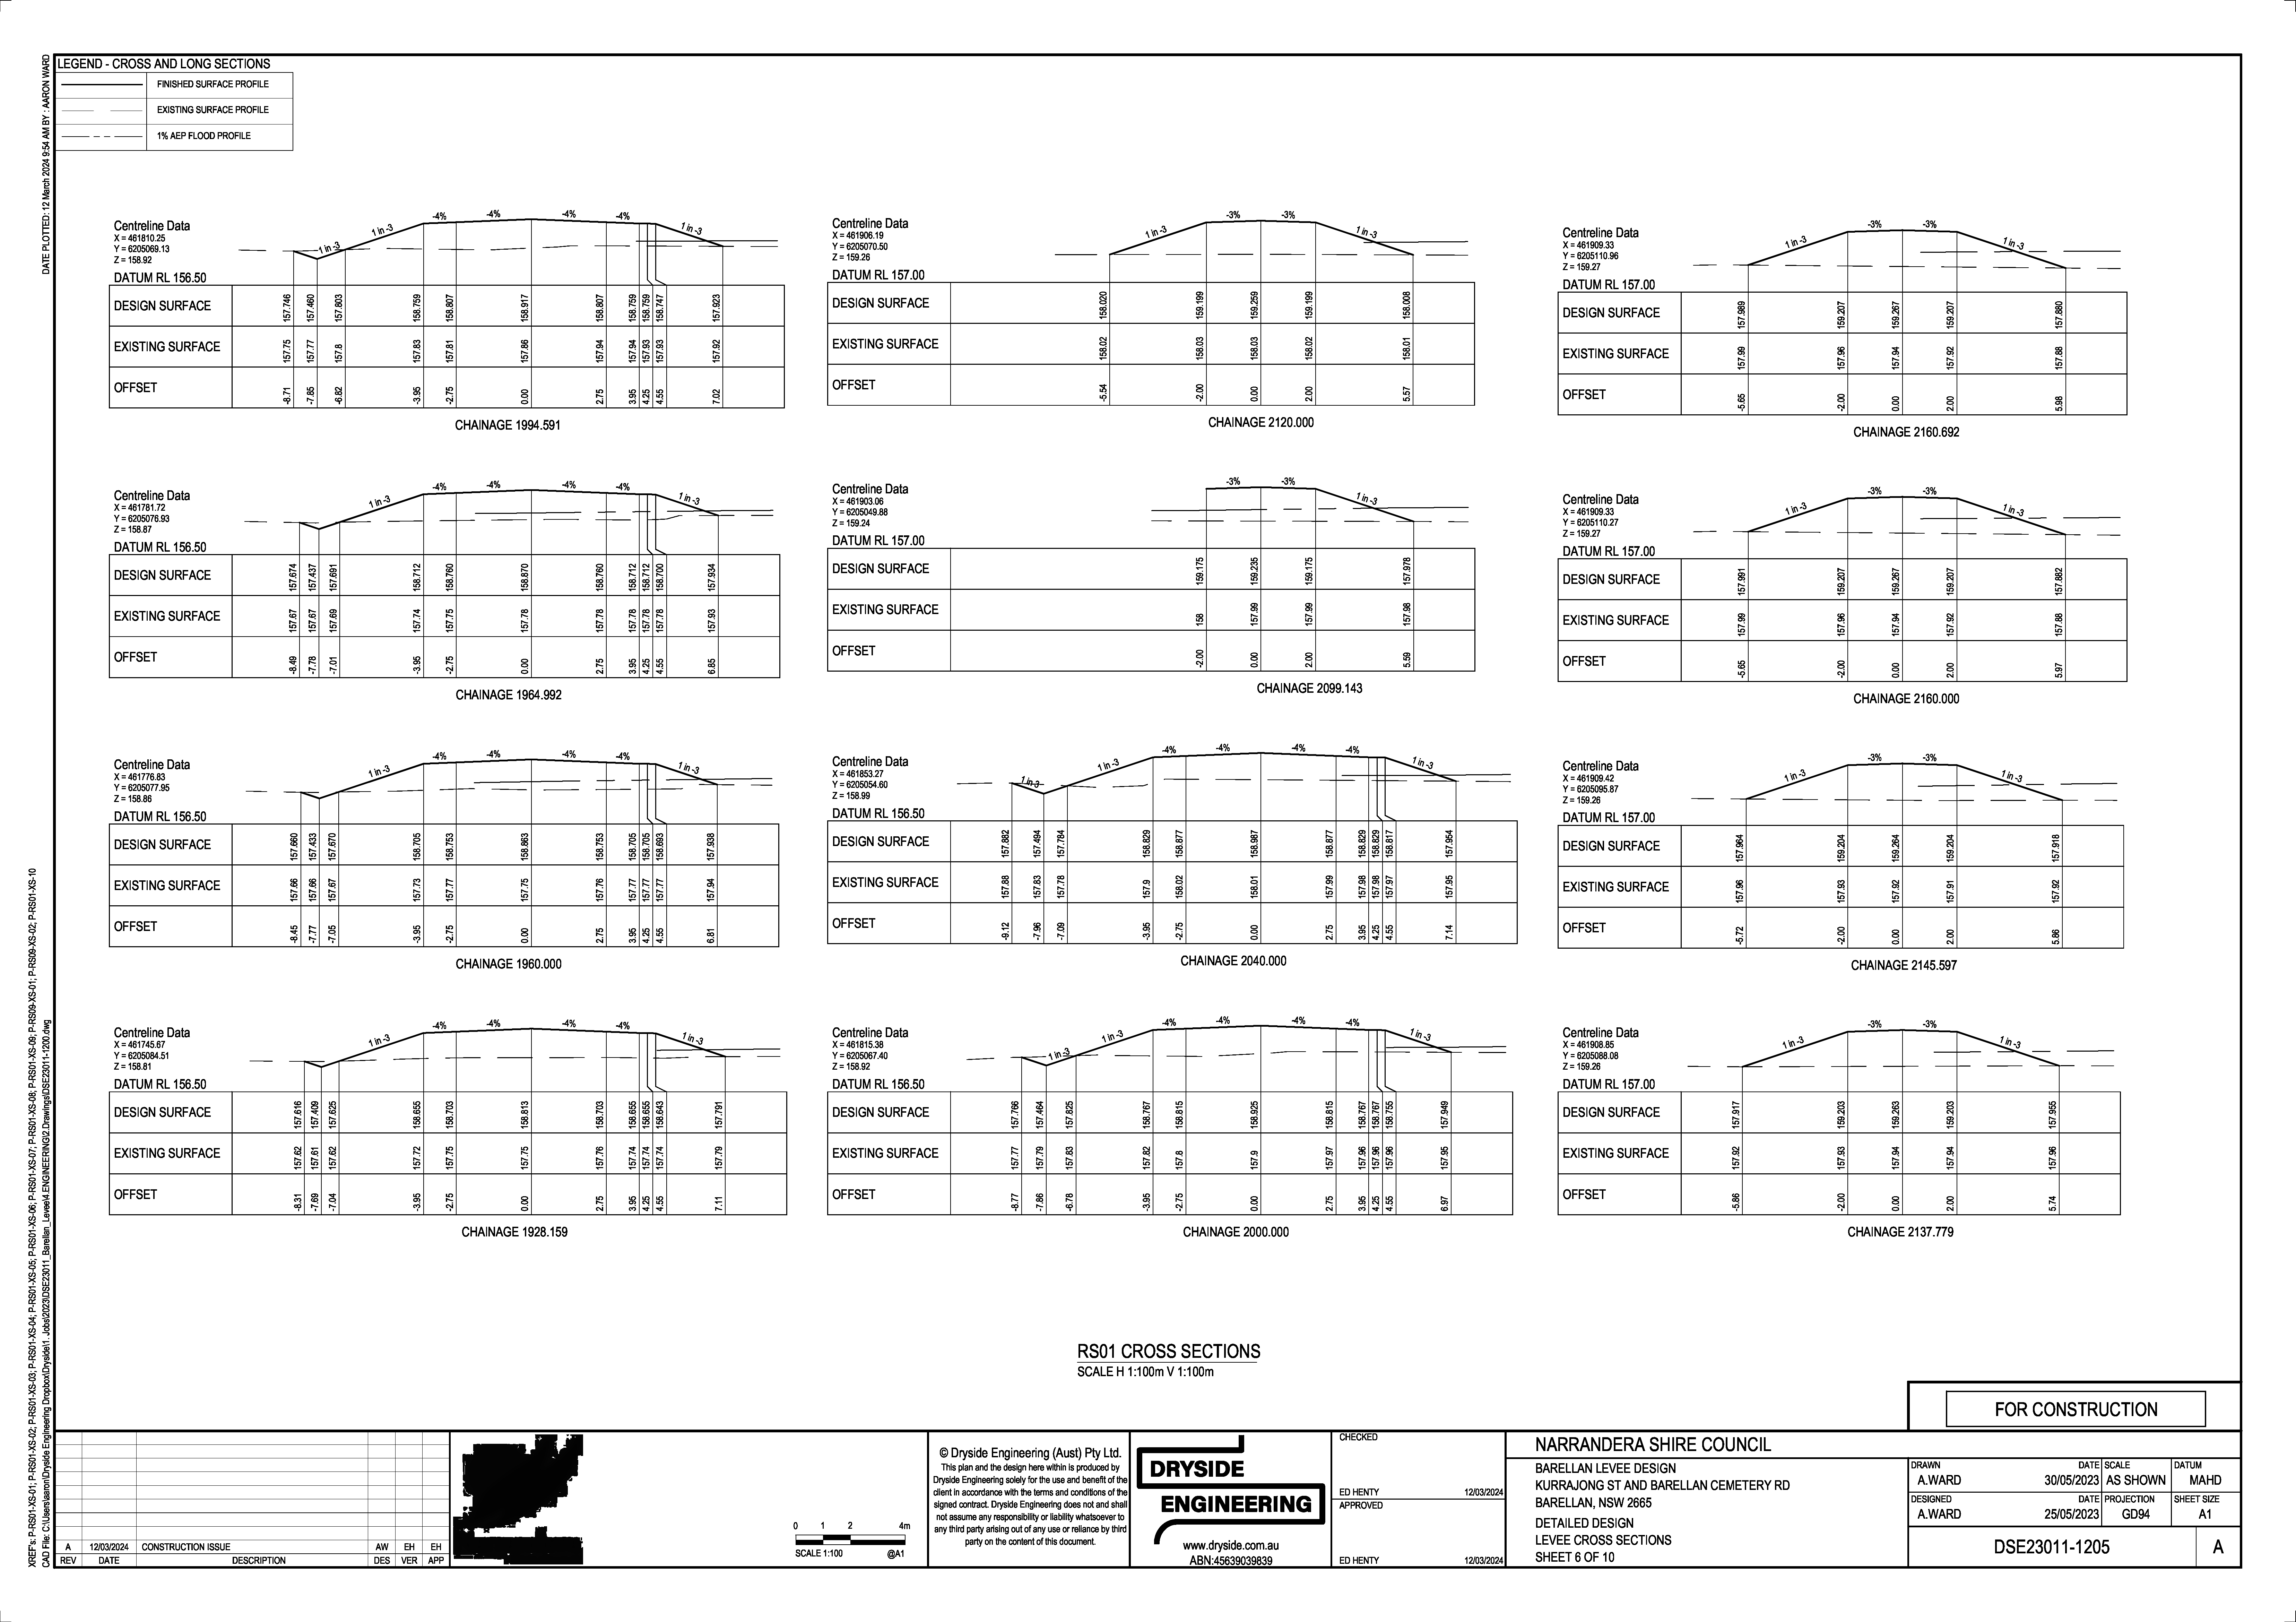 LEGEND - CROSS AND LONG SECTIONS
FINISHED SURFACE PROFILE
EXISTING SURFACE PROFILE
1% AEP FLOOD PROFILE
DATE PLOTTED: 12 March 2024 9:54 AM BY : AARON WARD
XREF's: P-RS01-XS-01; P-RS01-XS-02; P-RS01-XS-03; P-RS01-XS-04; P-RS01-XS-05; P-RS01-XS-06; P-RS01-XS-07; P-RS01-XS-08; P-RS01-XS-09; P-RS09-XS-01; P-RS09-XS-02; P-RS01-XS-10
CAD File: C:\Users\aaron\Dryside Engineering Dropbox\Dryside\1. Jobs\2023\DSE23011_Barellan_Levee\4.ENGINEERING\2.Drawings\DSE23011-1200.dwg
Centreline Data
X = 461810.25
Y = 6205069.13
Z = 158.92
DATUM RL 156.50
1 in -3 1 in -3 -4% -4% -4% -4% 1 in -3
DESIGN SURFACE 157.746 157.460 157.803 158.759 158.807 158.917 158.807 158.759 158.759 158.747 157.923
EXISTING SURFACE 157.75 157.77 157.8 157.83 157.81 157.86 157.94 157.94 157.93 157.93 157.92
OFFSET -8.71 -7.85 -6.82 -3.95 -2.75 0.00 2.75 3.95 4.25 4.55 7.02
CHAINAGE 1994.591
Centreline Data
X = 461781.72
Y = 6205076.93
Z = 158.87
DATUM RL 156.50
1 in -3 -4% -4% -4% -4% 1 in -3
DESIGN SURFACE 157.674 157.437 157.691 158.712 158.760 158.870 158.760 158.712 158.712 158.700 157.934
EXISTING SURFACE 157.67 157.67 157.69 157.74 157.75 157.78 157.78 157.78 157.78 157.78 157.93
OFFSET -8.49 -7.78 -7.01 -3.95 -2.75 0.00 2.75 3.95 4.25 4.55 6.85
CHAINAGE 1964.992
Centreline Data
X = 461776.83
Y = 6205077.95
Z = 158.86
DATUM RL 156.50
1 in -3 -4% -4% -4% -4% 1 in -3
DESIGN SURFACE 157.660 157.433 157.670 158.705 158.753 158.863 158.753 158.705 158.705 158.693 157.938
EXISTING SURFACE 157.66 157.66 157.67 157.73 157.77 157.75 157.76 157.77 157.77 157.77 157.94
OFFSET -8.45 -7.77 -7.05 -3.95 -2.75 0.00 2.75 3.95 4.25 4.55 6.81
CHAINAGE 1960.000
Centreline Data
X = 461745.67
Y = 6205084.51
Z = 158.81
DATUM RL 156.50
1 in -3 -4% -4% -4% -4% 1 in -3
DESIGN SURFACE 157.616 157.409 157.625 158.655 158.703 158.813 158.703 158.655 158.655 158.643 157.791
EXISTING SURFACE 157.62 157.61 157.62 157.72 157.75 157.75 157.76 157.74 157.74 157.74 157.79
OFFSET -8.31 -7.69 -7.04 -3.95 -2.75 0.00 2.75 3.95 4.25 4.55 7.11
CHAINAGE 1928.159
Centreline Data
X = 461906.19
Y = 6205070.50
Z = 159.26
DATUM RL 157.00
1 in -3 -3% -3% 1 in -3
DESIGN SURFACE 158.020 159.199 159.259 159.199 158.008
EXISTING SURFACE 158.02 158.03 158.03 158.02 158.01
OFFSET -5.54 -2.00 0.00 2.00 5.57
CHAINAGE 2120.000
Centreline Data
X = 461903.06
Y = 6205049.88
Z = 159.24
DATUM RL 157.00
-3% -3% 1 in -3
DESIGN SURFACE 159.175 159.235 159.175 157.978
EXISTING SURFACE 158 157.99 157.99 157.98
OFFSET -2.00 0.00 2.00 5.59
CHAINAGE 2099.143
Centreline Data
X = 461853.27
Y = 6205054.60
Z = 158.99
DATUM RL 156.50
1 in -3 1 in -3 -4% -4% -4% -4% 1 in -3
DESIGN SURFACE 157.882 157.494 157.784 158.829 158.877 158.987 158.877 158.829 158.829 158.817 157.954
EXISTING SURFACE 157.88 157.83 157.78 157.9 158.02 158.01 157.99 157.98 157.98 157.97 157.95
OFFSET -9.12 -7.96 -7.09 -3.95 -2.75 0.00 2.75 3.95 4.25 4.55 7.14
CHAINAGE 2040.000
Centreline Data
X = 461815.38
Y = 6205067.40
Z = 158.92
DATUM RL 156.50
1 in -3 1 in -3 -4% -4% -4% -4% 1 in -3
DESIGN SURFACE 157.766 157.464 157.825 158.767 158.815 158.925 158.815 158.767 158.767 158.755 157.949
EXISTING SURFACE 157.77 157.79 157.83 157.82 157.8 157.9 157.97 157.96 157.96 157.96 157.95
OFFSET -8.77 -7.86 -6.78 -3.95 -2.75 0.00 2.75 3.95 4.25 4.55 6.97
CHAINAGE 2000.000
Centreline Data
X = 461909.33
Y = 6205110.96
Z = 159.27
DATUM RL 157.00
1 in -3 -3% -3% 1 in -3
DESIGN SURFACE 157.989 159.207 159.267 159.207 157.880
EXISTING SURFACE 157.99 157.96 157.94 157.92 157.88
OFFSET -5.65 -2.00 0.00 2.00 5.98
CHAINAGE 2160.692
Centreline Data
X = 461909.33
Y = 6205110.27
Z = 159.27
DATUM RL 157.00
1 in -3 -3% -3% 1 in -3
DESIGN SURFACE 157.991 159.207 159.267 159.207 157.882
EXISTING SURFACE 157.99 157.96 157.94 157.92 157.88
OFFSET -5.65 -2.00 0.00 2.00 5.97
CHAINAGE 2160.000
Centreline Data
X = 461909.42
Y = 6205095.87
Z = 159.26
DATUM RL 157.00
1 in -3 -3% -3% 1 in -3
DESIGN SURFACE 157.964 159.204 159.264 159.204 157.918
EXISTING SURFACE 157.96 157.93 157.92 157.91 157.92
OFFSET -5.72 -2.00 0.00 2.00 5.86
CHAINAGE 2145.597
Centreline Data
X = 461908.85
Y = 6205088.08
Z = 159.26
DATUM RL 157.00
1 in -3 -3% -3% 1 in -3
DESIGN SURFACE 157.917 159.203 159.263 159.203 157.955
EXISTING SURFACE 157.92 157.93 157.94 157.94 157.96
OFFSET -5.86 -2.00 0.00 2.00 5.74
CHAINAGE 2137.779
RS01 CROSS SECTIONS
SCALE H 1:100m V 1:100m
FOR CONSTRUCTION
A 12/03/2024 CONSTRUCTION ISSUE AW EH EH
REV DATE DESCRIPTION DES VER APP
0 1 2 4m
SCALE 1:100 @A1
© Dryside Engineering (Aust) Pty Ltd.
This plan and the design here within is produced by
Dryside Engineering solely for the use and benefit of the
client in accordance with the terms and conditions of the
signed contract. Dryside Engineering does not and shall
not assume any responsibility or liability whatsoever to
any third party arising out of any use or reliance by third
party on the content of this document.
DRYSIDE
ENGINEERING
www.dryside.com.au
ABN:45639039839
CHECKED
ED HENTY 12/03/2024
APPROVED
ED HENTY 12/03/2024
NARRANDERA SHIRE COUNCIL
BARELLAN LEVEE DESIGN
KURRAJONG ST AND BARELLAN CEMETERY RD
BARELLAN, NSW 2665
DETAILED DESIGN
LEVEE CROSS SECTIONS
SHEET 6 OF 10
DRAWN DATE SCALE DATUM
A.WARD 30/05/2023 AS SHOWN MAHD
DESIGNED DATE PROJECTION SHEET SIZE
A.WARD 25/05/2023 GD94 A1
DSE23011-1205 A